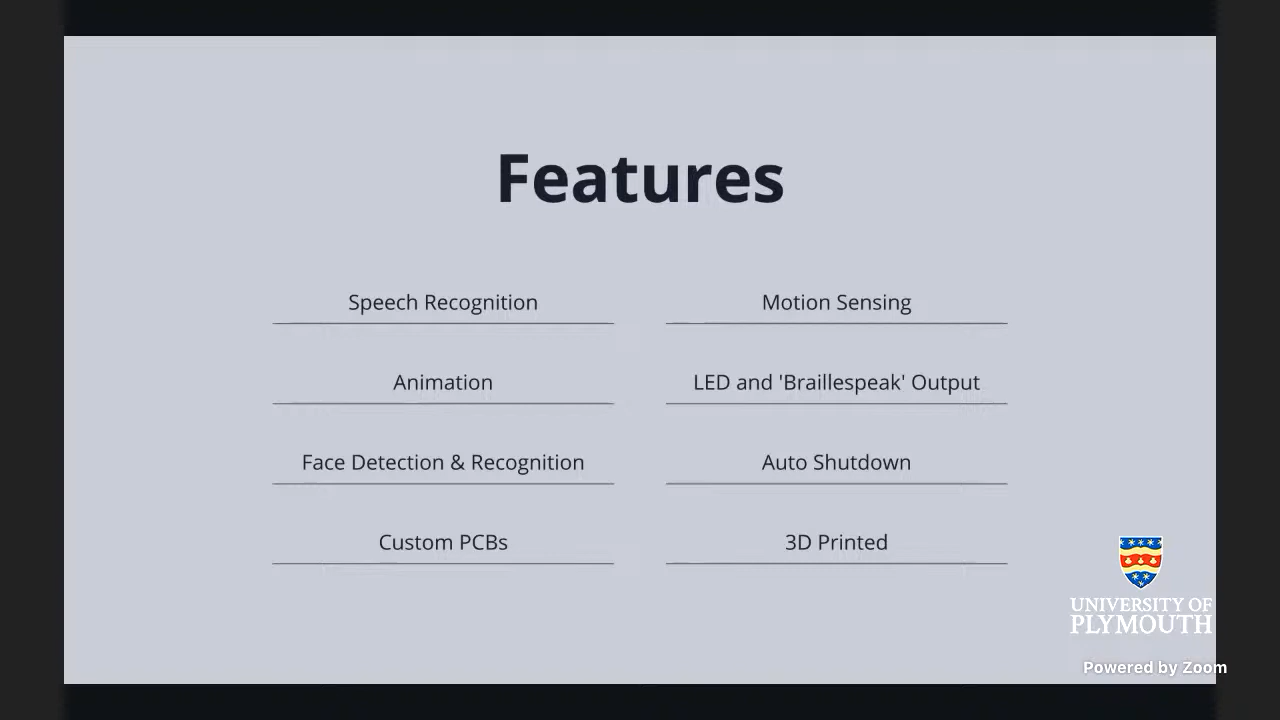 Features
Speech Recognition
Motion Sensing
Animation
LED and 'Braillespeak' Output
Face Detection & Recognition
Auto Shutdown
Custom PCBs
3D Printed
UNIVERSITY OF
PLYMOUTH
Powered by Zoom